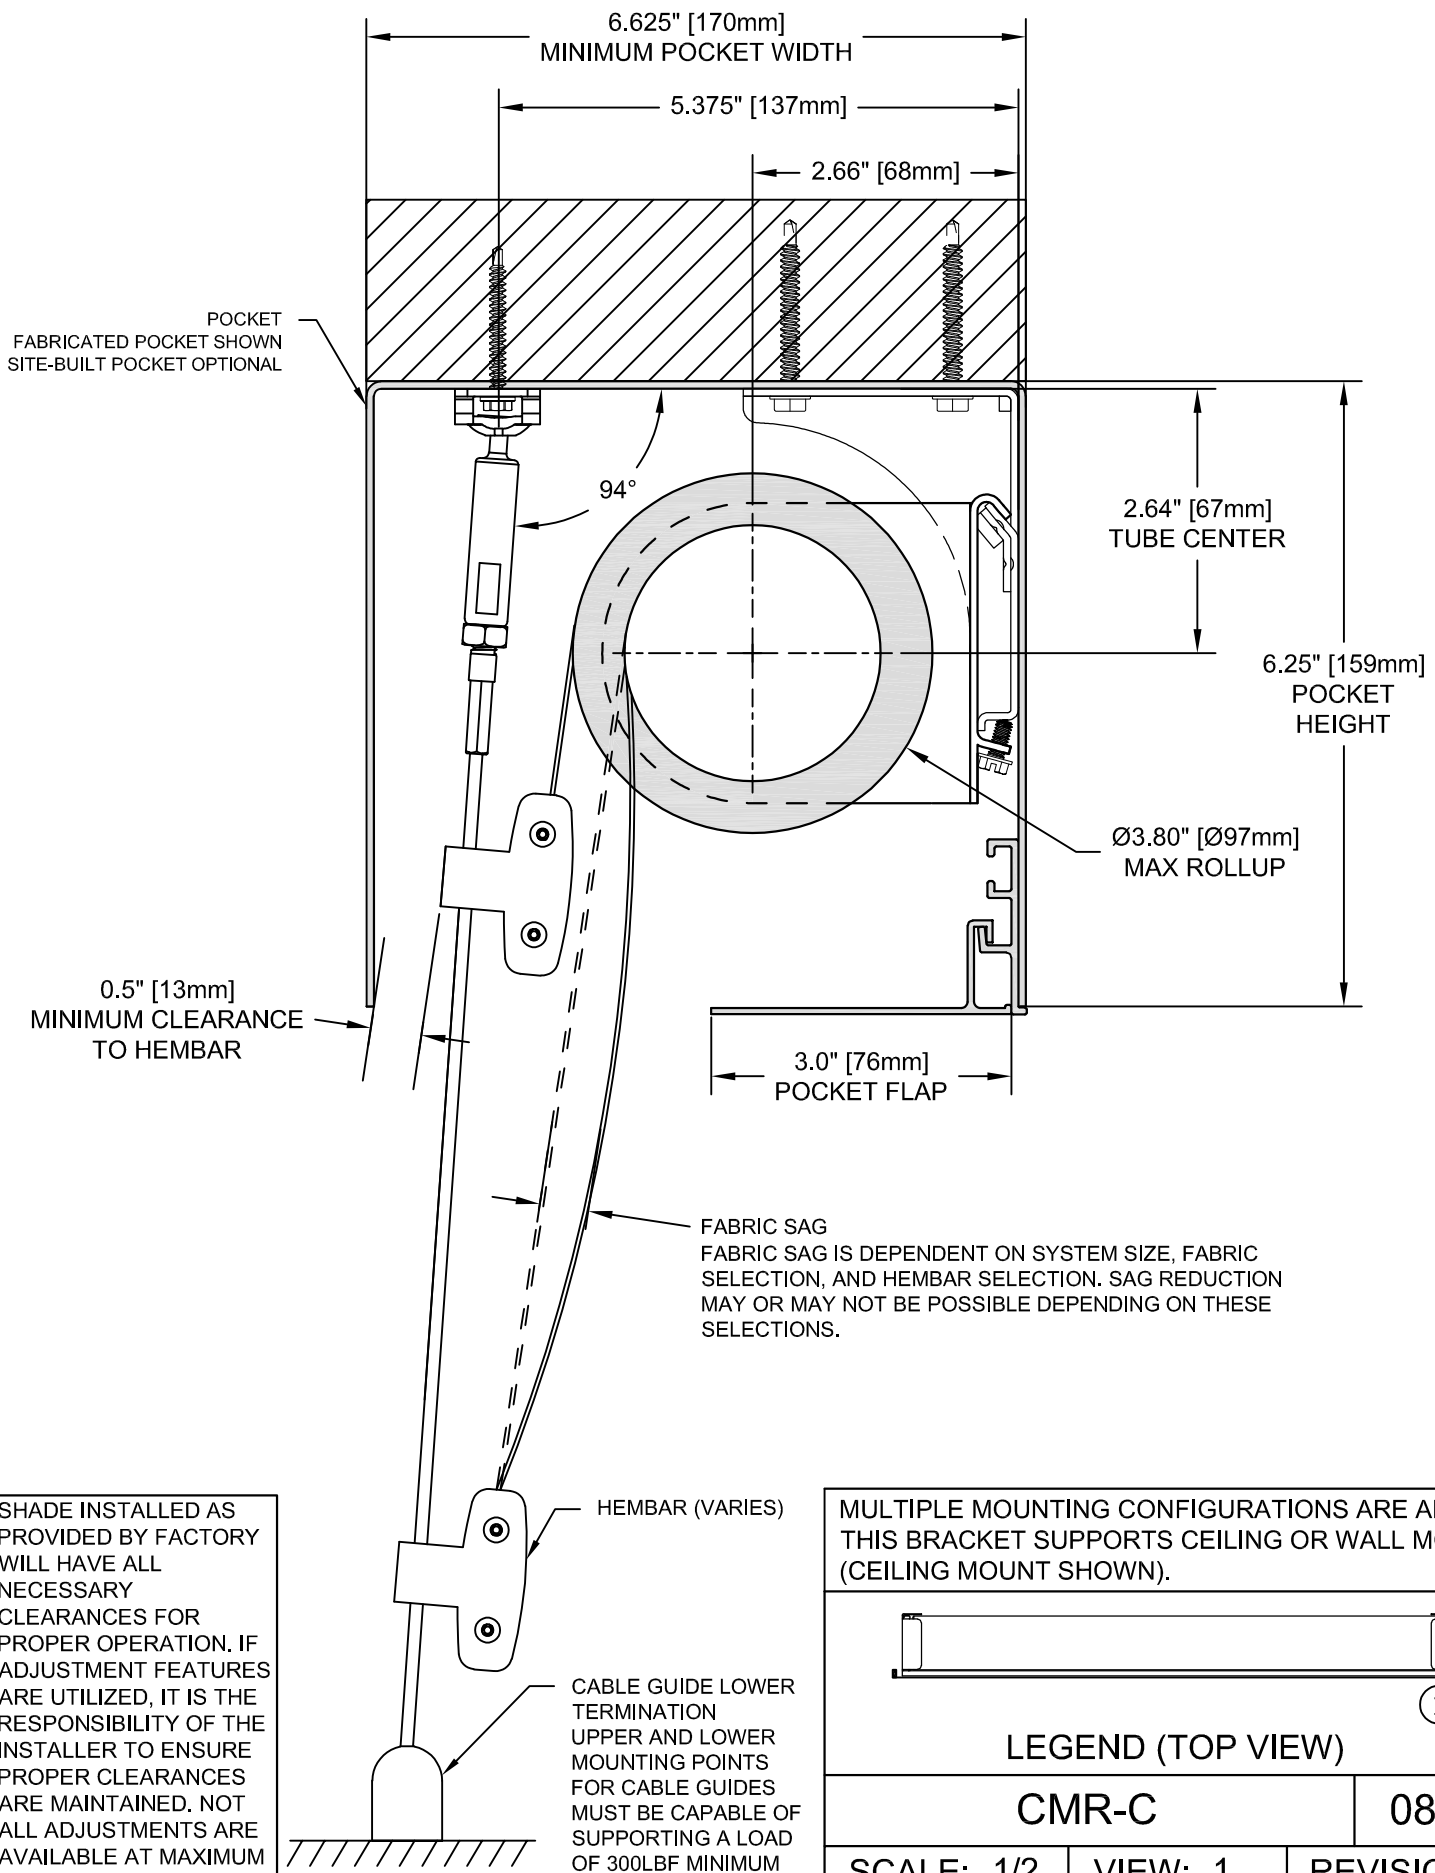 6.625" [170mm]
MINIMUM POCKET WIDTH
5.375" [137mm]
2.66" [68mm]
POCKET
FABRICATED POCKET SHOWN
SITE-BUILT POCKET OPTIONAL
94°
2.64" [67mm]
TUBE CENTER
6.25" [159mm]
POCKET
HEIGHT
Ø3.80" [Ø97mm]
MAX ROLLUP
0.5" [13mm]
MINIMUM CLEARANCE
TO HEMBAR
3.0" [76mm]
POCKET FLAP
FABRIC SAG
FABRIC SAG IS DEPENDENT ON SYSTEM SIZE, FABRIC
SELECTION, AND HEMBAR SELECTION. SAG REDUCTION
MAY OR MAY NOT BE POSSIBLE DEPENDING ON THESE
SELECTIONS.
SHADE INSTALLED AS
PROVIDED BY FACTORY
WILL HAVE ALL
NECESSARY
CLEARANCES FOR
PROPER OPERATION. IF
ADJUSTMENT FEATURES
ARE UTILIZED, IT IS THE
RESPONSIBILITY OF THE
INSTALLER TO ENSURE
PROPER CLEARANCES
ARE MAINTAINED. NOT
ALL ADJUSTMENTS ARE
AVAILABLE AT MAXIMUM
HEMBAR (VARIES)
CABLE GUIDE LOWER
TERMINATION
UPPER AND LOWER
MOUNTING POINTS
FOR CABLE GUIDES
MUST BE CAPABLE OF
SUPPORTING A LOAD
OF 300LBF MINIMUM
MULTIPLE MOUNTING CONFIGURATIONS ARE
THIS BRACKET SUPPORTS CEILING OR WALL
(CEILING MOUNT SHOWN).
LEGEND (TOP VIEW)
CMR-C
08
SCALE: 1/2
VIEW: 1